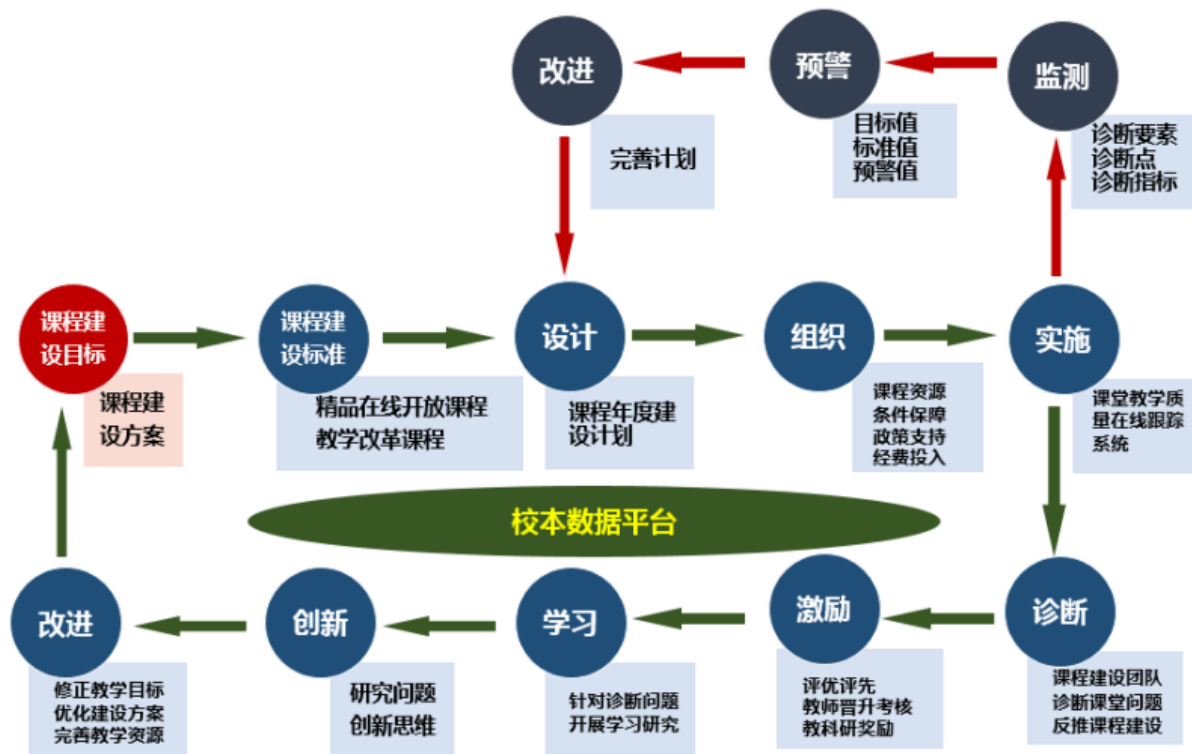 改进
预警
监测
完善计划
目标值
标准值
预警值
诊断要素
诊断点
诊断指标
课程建
设目标
课程建
设标准
设计
组织
实施
课程建
设方案
精品在线开放课程
教学改革课程
课程年度建
设计划
课程资源
条件保障
政策支持
经费投入
课堂教学质
量在线跟踪
系统
校本数据平台
改进
创新
学习
激励
诊断
修正教学目标
优化建设方案
完善教学资源
研究问题
创新思维
针对诊断问题
开展学习研究
评优评先
教师晋升考核
教科研奖励
课程建设团队
诊断课堂问题
反推课程建设